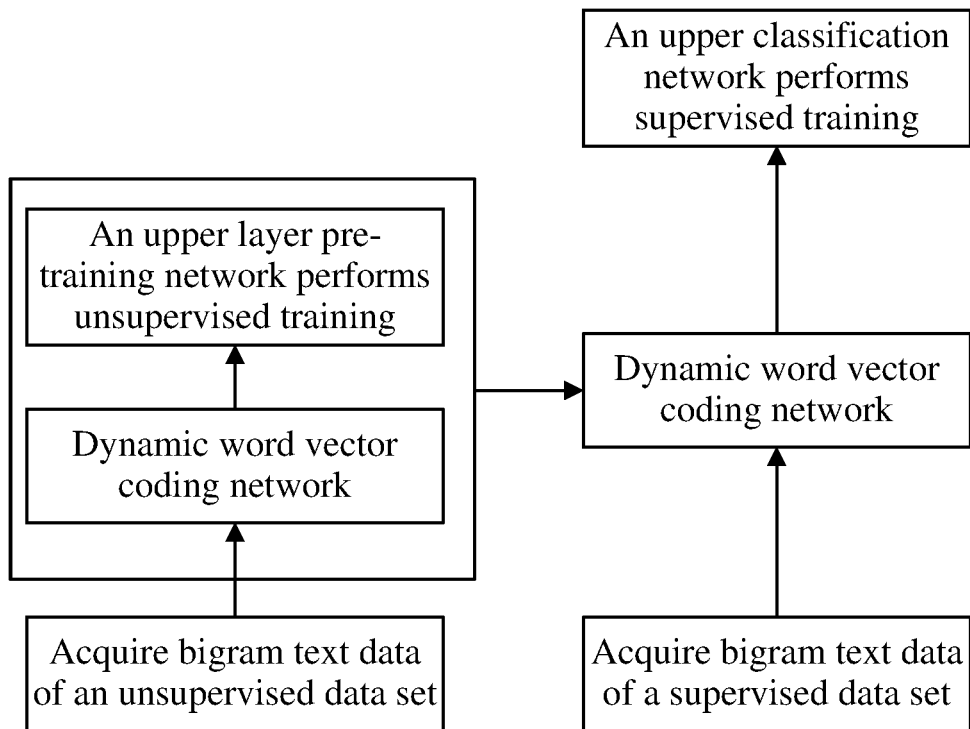 An upper classification
network performs
supervised training
An upper layer pre-
training network performs
unsupervised training
Dynamic word vector
coding network
Dynamic word vector
coding network
Acquire bigram text data
of an unsupervised data set
Acquire bigram text data
of a supervised data set